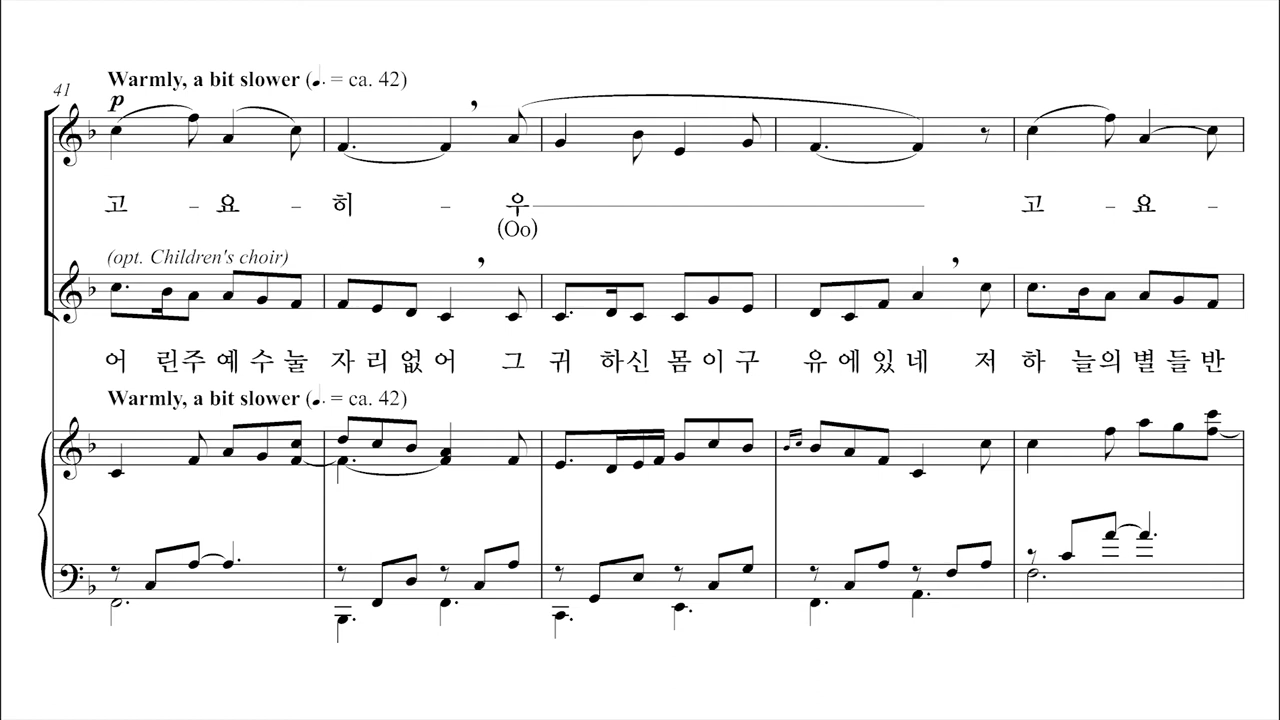 Warmly, a bit slower (♩. = ca. 42)
41
p
고 - 요 - 히 - 우 고 - 요 -
(Oo)
(opt. Children's choir)
어 린주 예 수 눌 자 리 없 어 그 귀 하신 몸 이 구 유 에 있 네 저 하 늘의 별 들 반
Warmly, a bit slower (♩. = ca. 42)